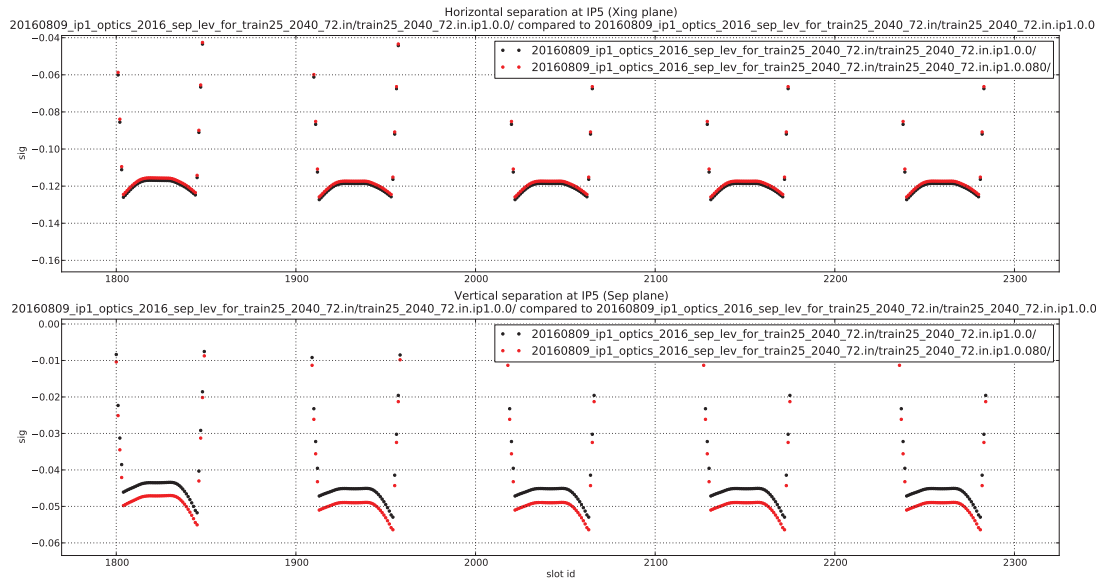 Horizontal separation at IP5 (Xing plane)
20160809_ip1_optics_2016_sep_lev_for_train25_2040_72.in/train25_2040_72.in.ip1.0.0/ compared to 20160809_ip1_optics_2016_sep_lev_for_train25_2040_72.in/train25_2040_72.in.ip1.0.0
−0.04
20160809_ip1_optics_2016_sep_lev_for_train25_2040_72.in/train25_2040_72.in.ip1.0.0/
20160809_ip1_optics_2016_sep_lev_for_train25_2040_72.in/train25_2040_72.in.ip1.0.080/
−0.06
−0.08
−0.10
sig
−0.12
−0.14
−0.16
1800 1900 2000 2100 2200 2300
Vertical separation at IP5 (Sep plane)
20160809_ip1_optics_2016_sep_lev_for_train25_2040_72.in/train25_2040_72.in.ip1.0.0/ compared to 20160809_ip1_optics_2016_sep_lev_for_train25_2040_72.in/train25_2040_72.in.ip1.0.0
0.00
20160809_ip1_optics_2016_sep_lev_for_train25_2040_72.in/train25_2040_72.in.ip1.0.0/
20160809_ip1_optics_2016_sep_lev_for_train25_2040_72.in/train25_2040_72.in.ip1.0.080/
−0.01
−0.02
−0.03
sig
−0.04
−0.05
−0.06
1800 1900 2000 2100 2200 2300
slot id